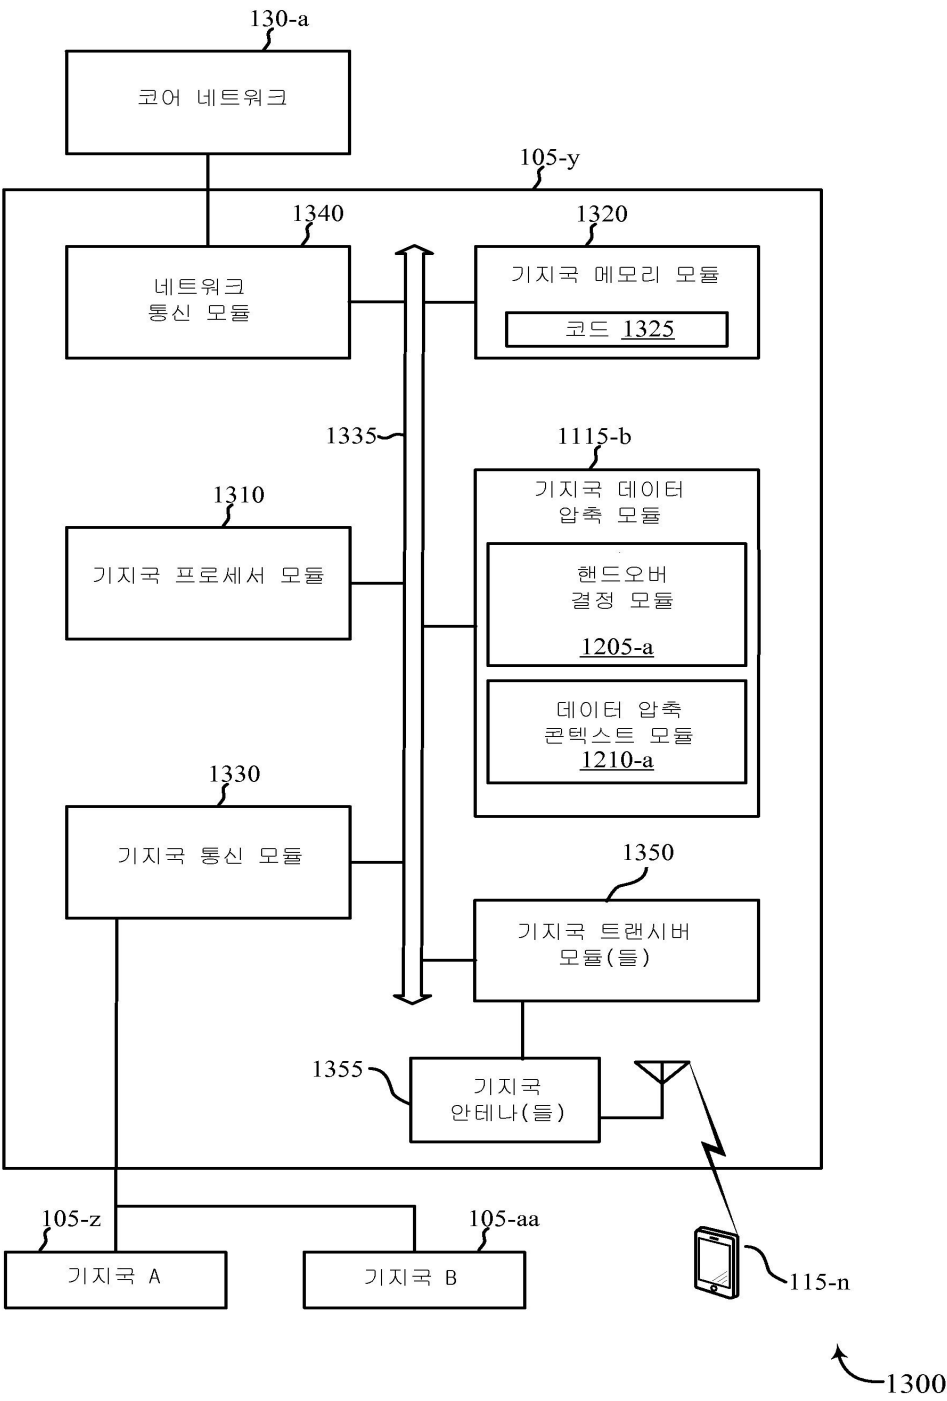 130-a
코어 네트워크
105-y
1340
네트워크
통신 모듈
1320
기지국 메모리 모듈
코드 1325
1335
1115-b
기지국 데이터
압축 모듈
핸드오버
결정 모듈
1205-a
데이터 압축
콘텍스트 모듈
1210-a
1310
기지국 프로세서 모듈
1330
기지국 통신 모듈
1350
기지국 트랜시버
모듈(들)
1355
기지국
안테나(들)
105-z
기지국 A
105-aa
기지국 B
115-n
1300